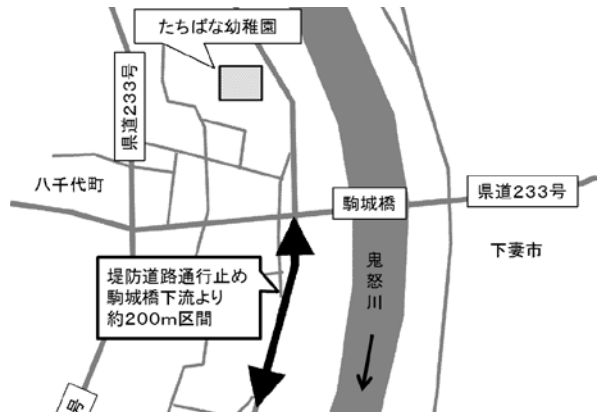 たちばな幼稚園
県道233号
八千代町
駒城橋
県道233号
下妻市
堤防道路通行止め
駒城橋下流より
約200m区間
鬼怒川
号